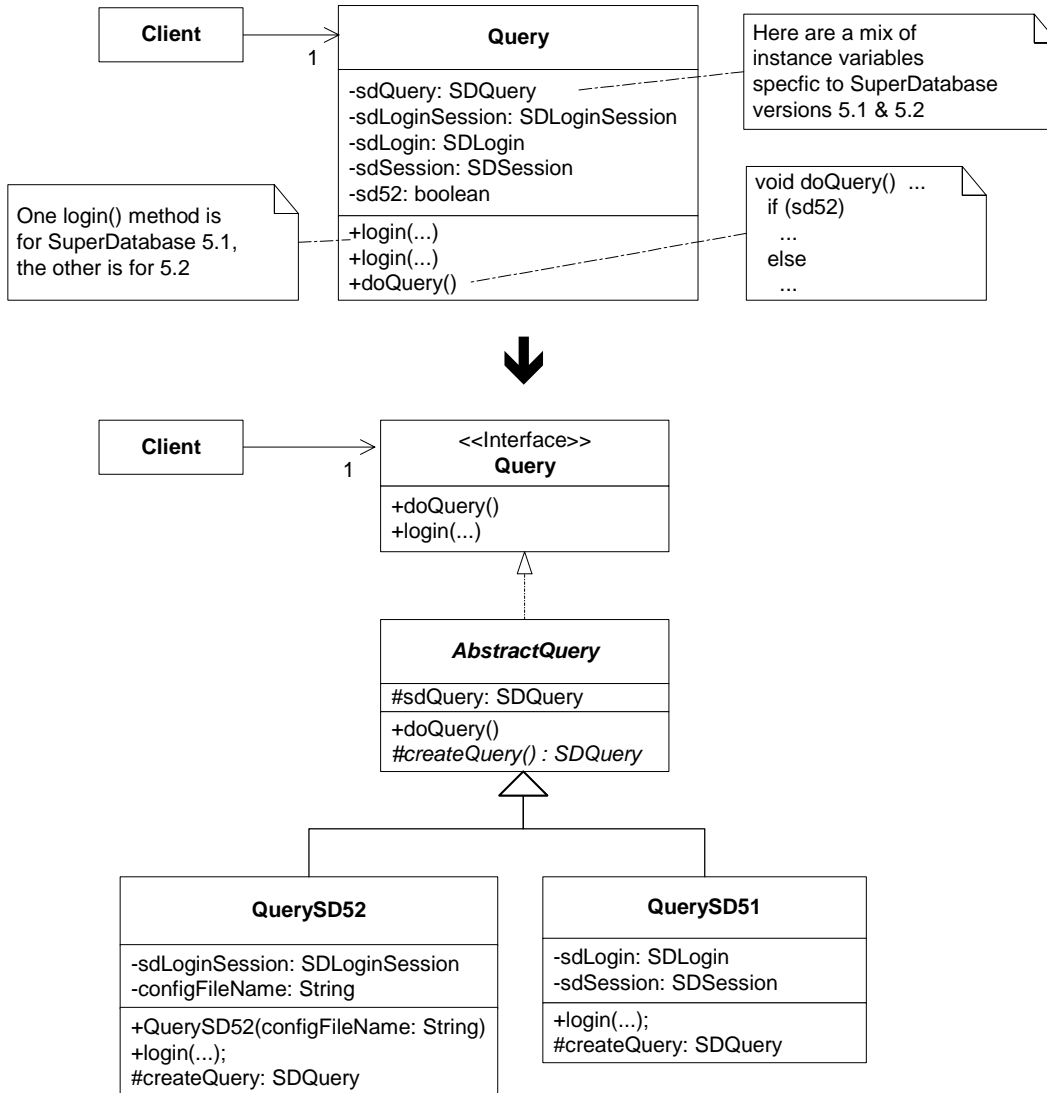 Client
1
Query
-sdQuery: SDQuery
-sdLoginSession: SDLoginSession
-sdLogin: SDLogin
-sdSession: SDSession
-sd52: boolean
+login(...)
+login(...)
+doQuery()
Here are a mix of
instance variables
specfic to SuperDatabase
versions 5.1 & 5.2
One login() method is
for SuperDatabase 5.1,
the other is for 5.2
void doQuery() ...
if (sd52)
...
else
...
Client
1
<<Interface>>
Query
+doQuery()
+login(...)
AbstractQuery
#sdQuery: SDQuery
+doQuery()
#createQuery() : SDQuery
QuerySD52
-sdLoginSession: SDLoginSession
-configFileName: String
+QuerySD52(configFileName: String)
+login(...);
#createQuery: SDQuery
QuerySD51
-sdLogin: SDLogin
-sdSession: SDSession
+login(...);
#createQuery: SDQuery